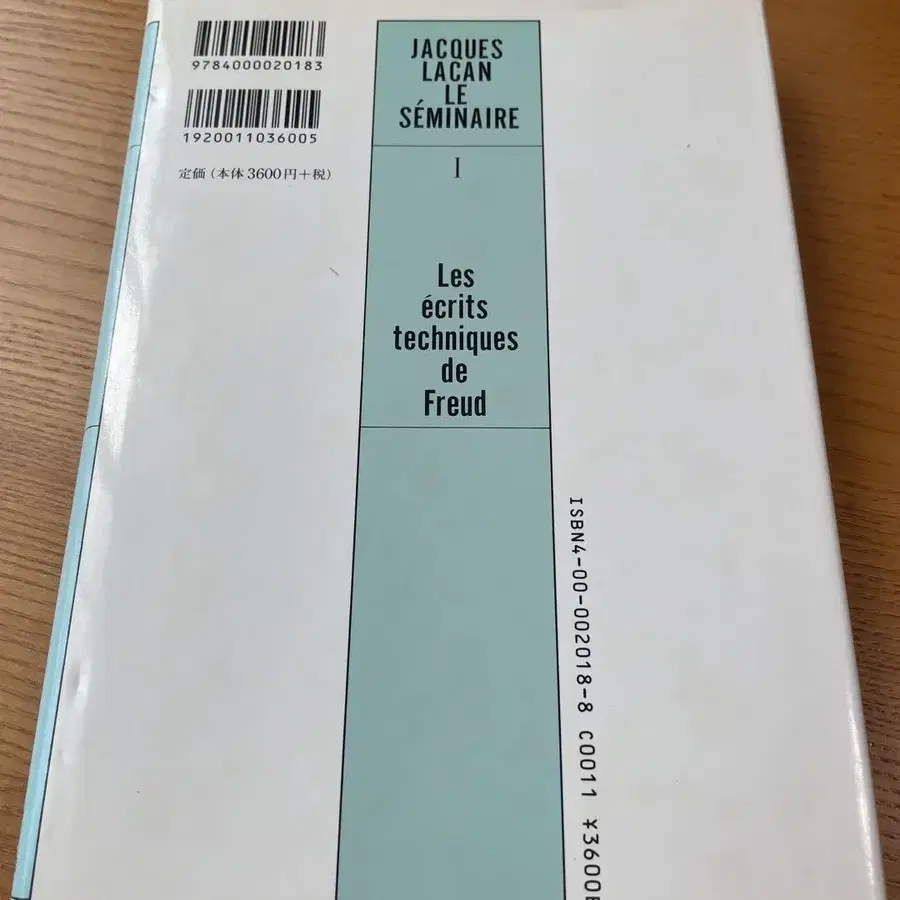 9784000020183
1920011036005
定価(本体3600円+税)
JACQUES
LACAN
LE
SÉMINAIRE
I
Les
écrits
techniques
de
Freud
ISBN4-00-002018-8 C0011 ¥3600E